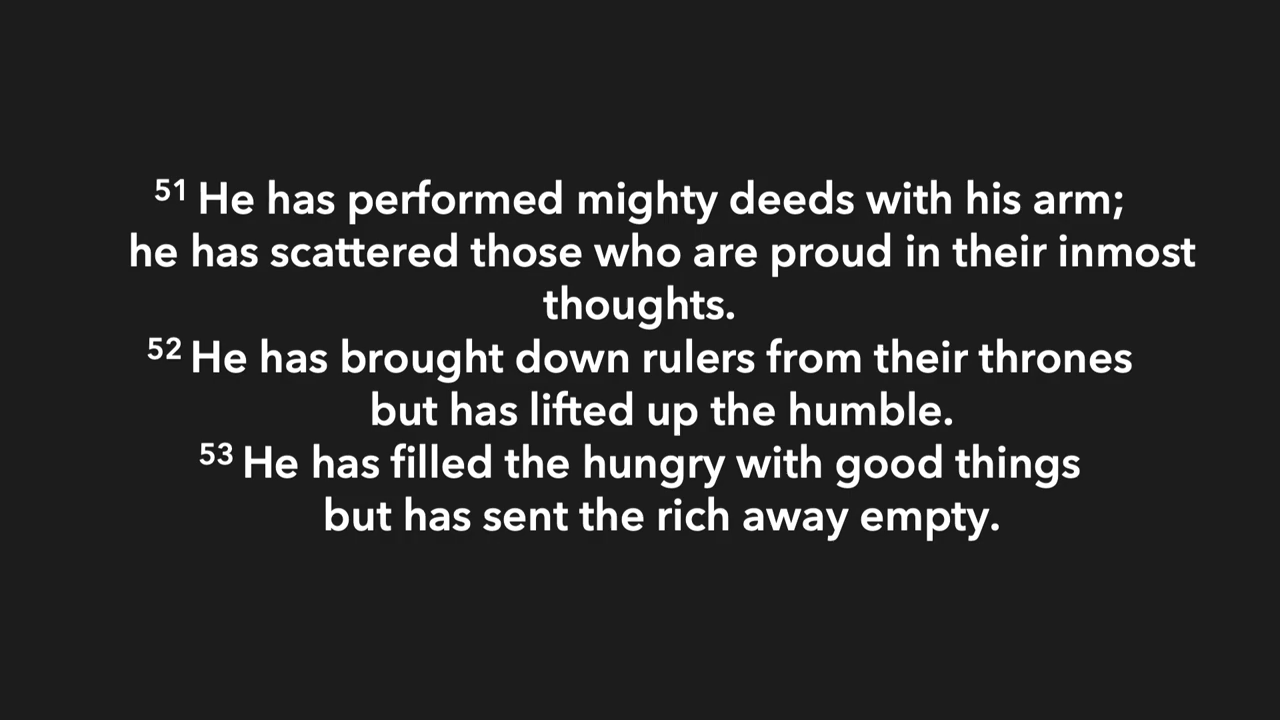 51 He has performed mighty deeds with his arm;
he has scattered those who are proud in their inmost
thoughts.
52 He has brought down rulers from their thrones
but has lifted up the humble.
53 He has filled the hungry with good things
but has sent the rich away empty.